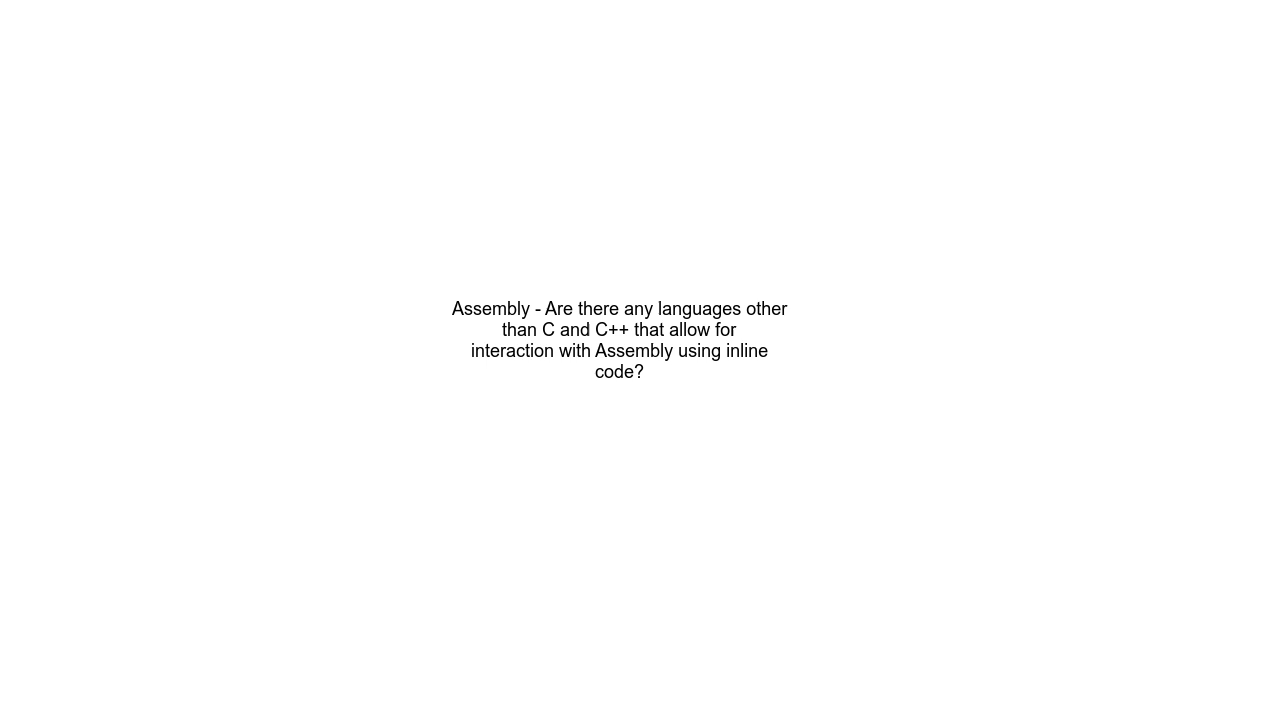 Assembly - Are there any languages other
than C and C++ that allow for
interaction with Assembly using inline
code?